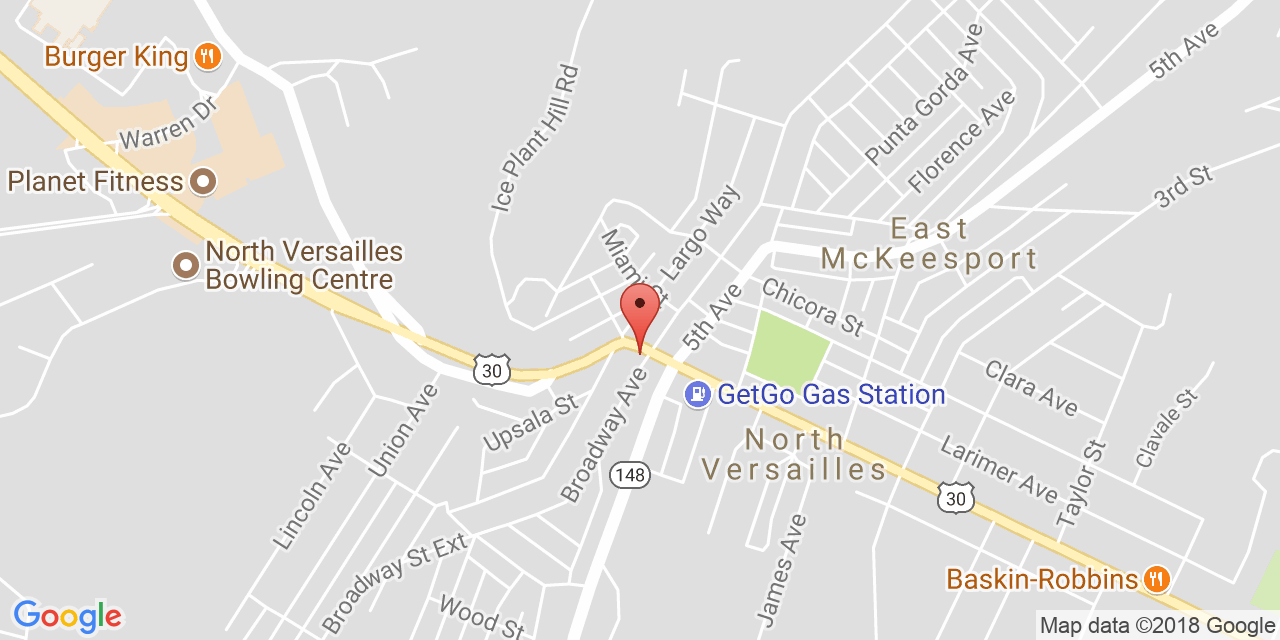 Burger King
Warren Dr
Planet Fitness
North Versailles
Bowling Centre
Ice Plant Hill Rd
Punta Gorda Ave
Florence Ave
5th Ave
3rd St
East
McKeesport
Largo Way
5th Ave
Chicora St
30
GetGo Gas Station
Clara Ave
Clavale St
Union Ave
Upsala St
Broadway Ave
North
Versailles
Larimer Ave
Taylor St
Lincoln Ave
148
30
James Ave
Broadway St Ext
Wood St
Baskin-Robbins
Google
Map data ©2018 Google